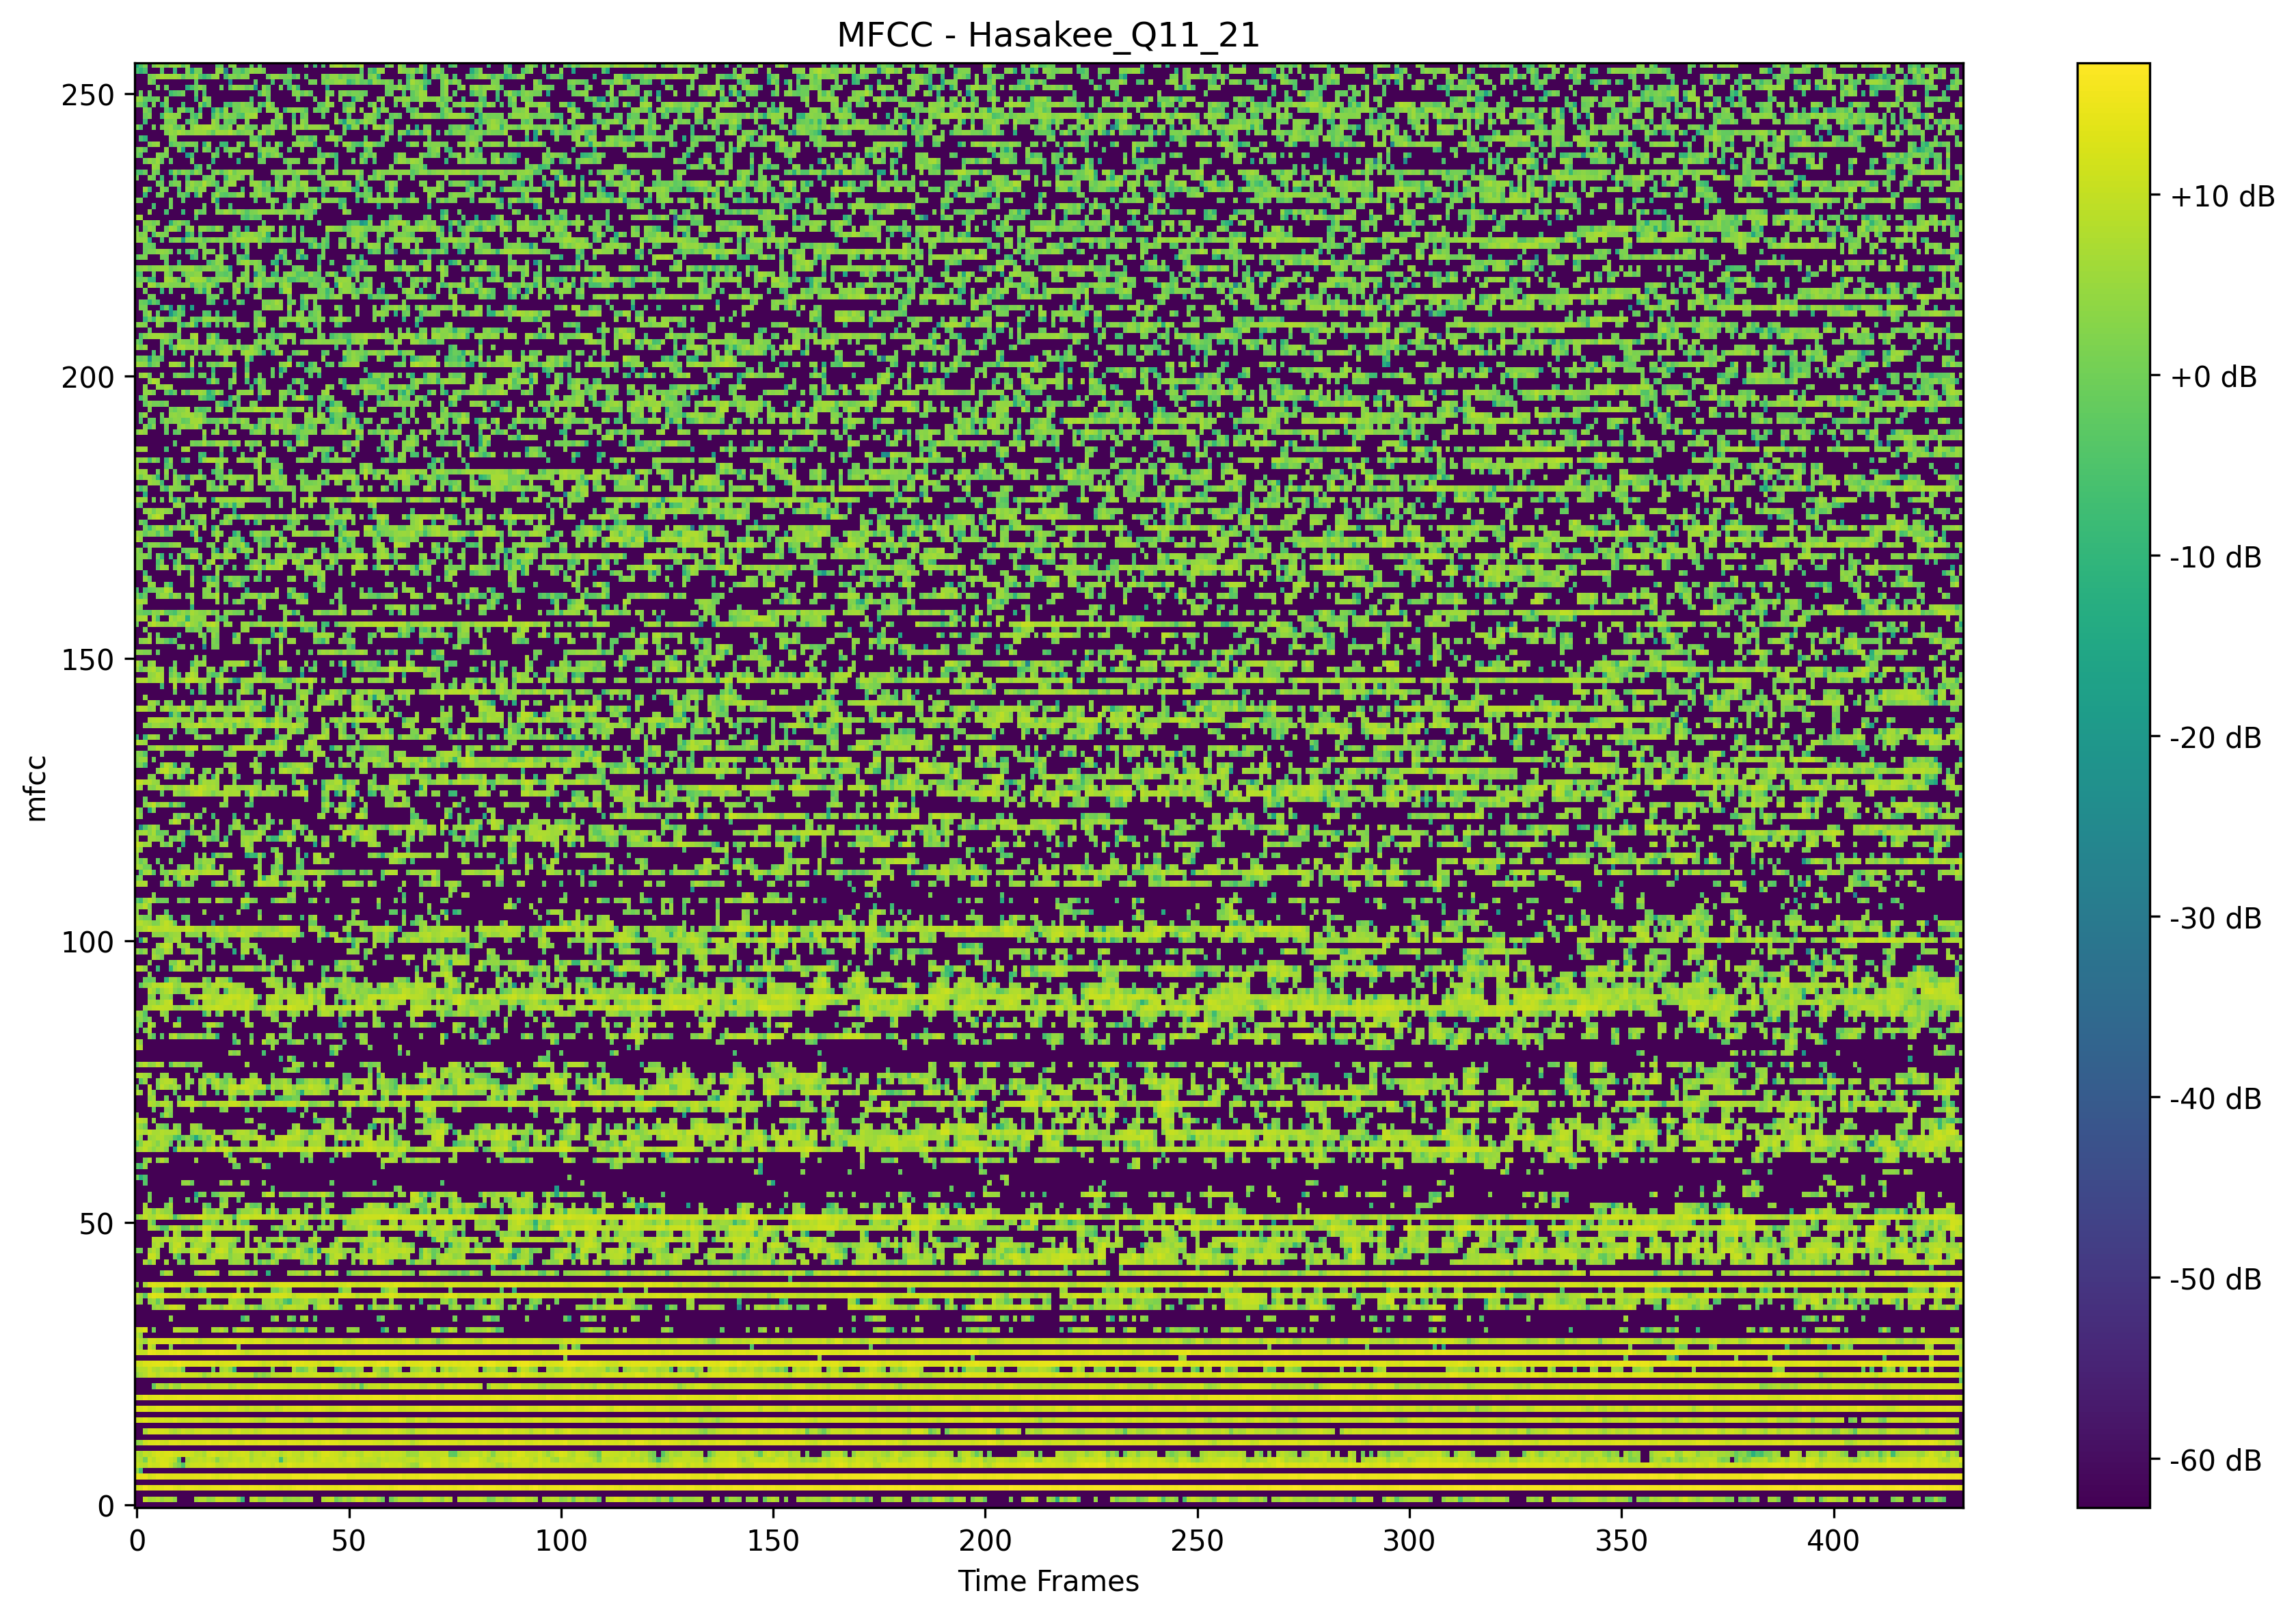 MFCC - Hasakee_Q11_21
250
200
150
100
50
0
mfcc
0 50 100 150 200 250 300 350 400
Time Frames
+10 dB
+0 dB
-10 dB
-20 dB
-30 dB
-40 dB
-50 dB
-60 dB